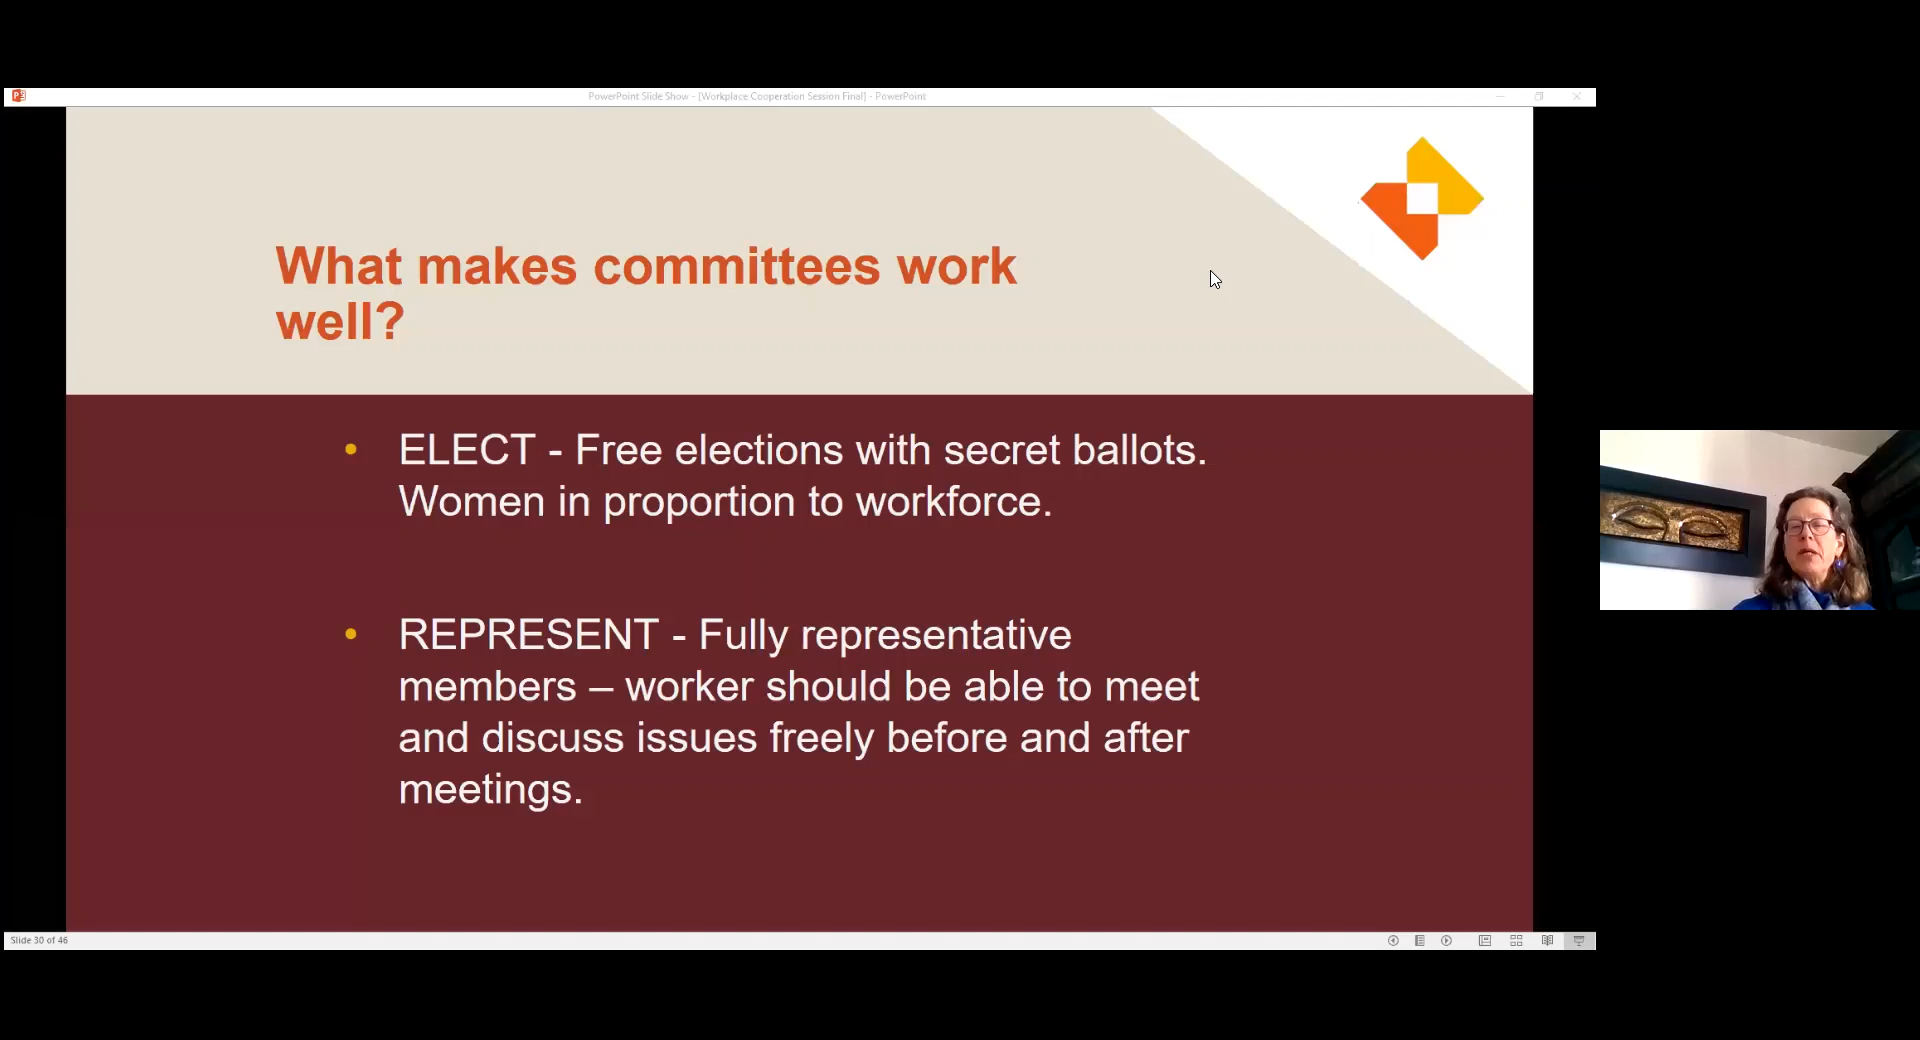 PowerPoint Slide Show - [Workplace Cooperation Session Final] - PowerPoint
What makes committees work
well?
• ELECT - Free elections with secret ballots.
Women in proportion to workforce.
• REPRESENT - Fully representative
members – worker should be able to meet
and discuss issues freely before and after
meetings.
Slide 30 of 46